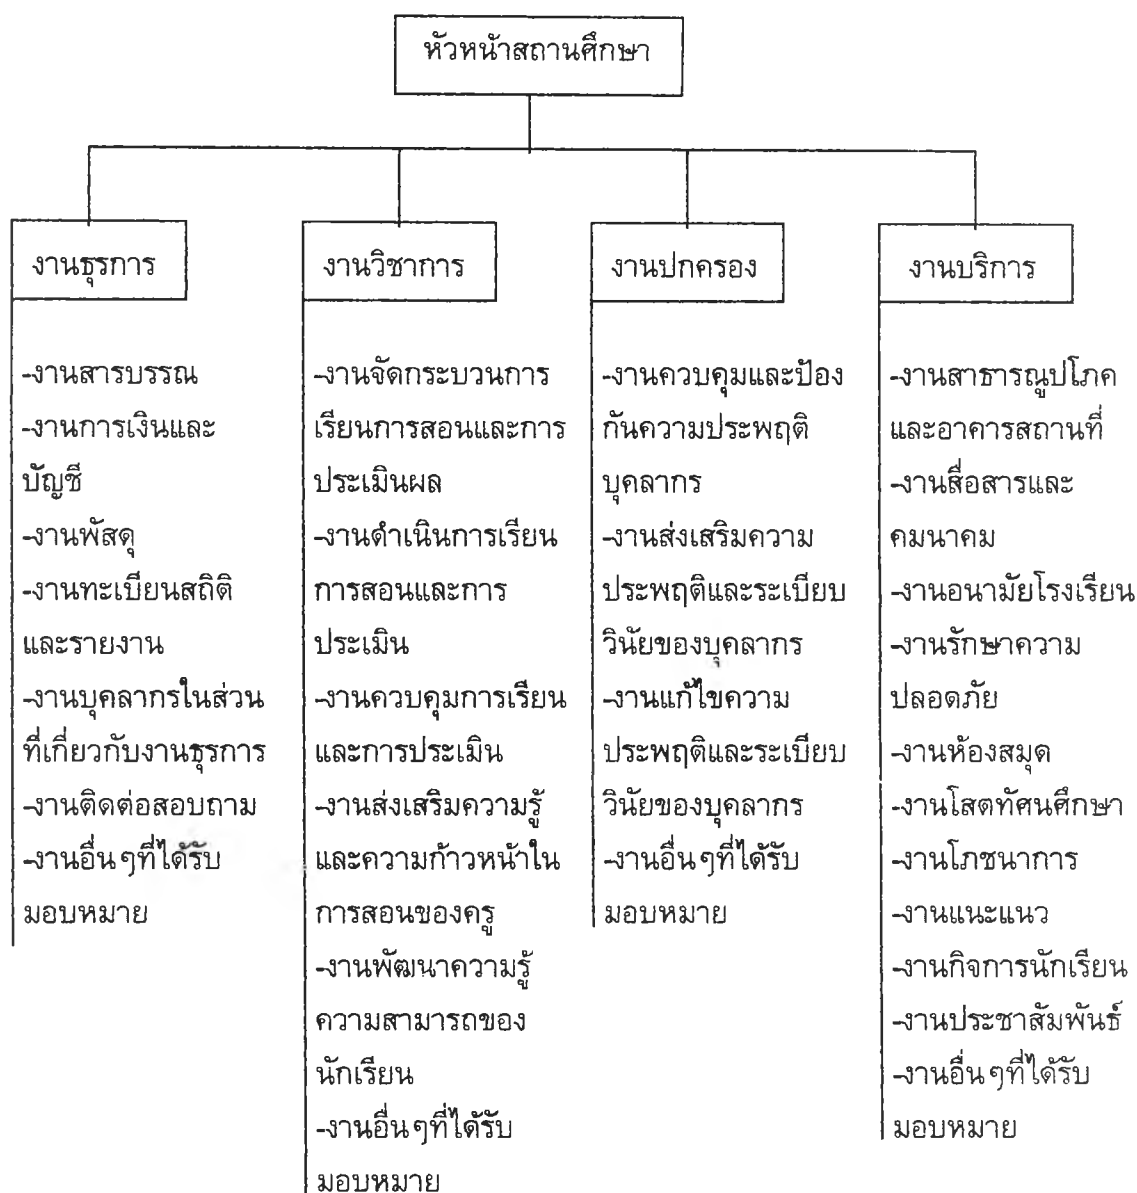 หัวหน้าสถานศึกษา
งานธุรการ
-งานสารบรรณ
-งานการเงินและ
บัญชี
-งานพัสดุ
-งานทะเบียนสถิติ
และรายงาน
-งานบุคลากรในส่วน
ที่เกี่ยวกับงานธุรการ
-งานติดต่อสอบถาม
-งานอื่นๆที่ได้รับ
มอบหมาย
งานวิชาการ
-งานจัดกระบวนการ
เรียนการสอนและการ
ประเมินผล
-งานดำเนินการเรียน
การสอนและการ
ประเมิน
-งานควบคุมการเรียน
และการประเมิน
-งานส่งเสริมความรู้
และความก้าวหน้าใน
การสอนของครู
-งานพัฒนาความรู้
ความสามารถของ
นักเรียน
-งานอื่นๆที่ได้รับ
มอบหมาย
งานปกครอง
-งานควบคุมและป้อง
กันความประพฤติ
บุคลากร
-งานส่งเสริมความ
ประพฤติและระเบียบ
วินัยของบุคลากร
-งานแก้ไขความ
ประพฤติและระเบียบ
วินัยของบุคลากร
-งานอื่นๆที่ได้รับ
มอบหมาย
งานบริการ
-งานสาธารณูปโภค
และอาคารสถานที่
-งานสื่อสารและ
คมนาคม
-งานอนามัยโรงเรียน
-งานรักษาความ
ปลอดภัย
-งานห้องสมุด
-งานโสตทัศนศึกษา
-งานโภชนาการ
-งานแนะแนว
-งานกิจการนักเรียน
-งานประชาสัมพันธ์
-งานอื่นๆที่ได้รับ
มอบหมาย